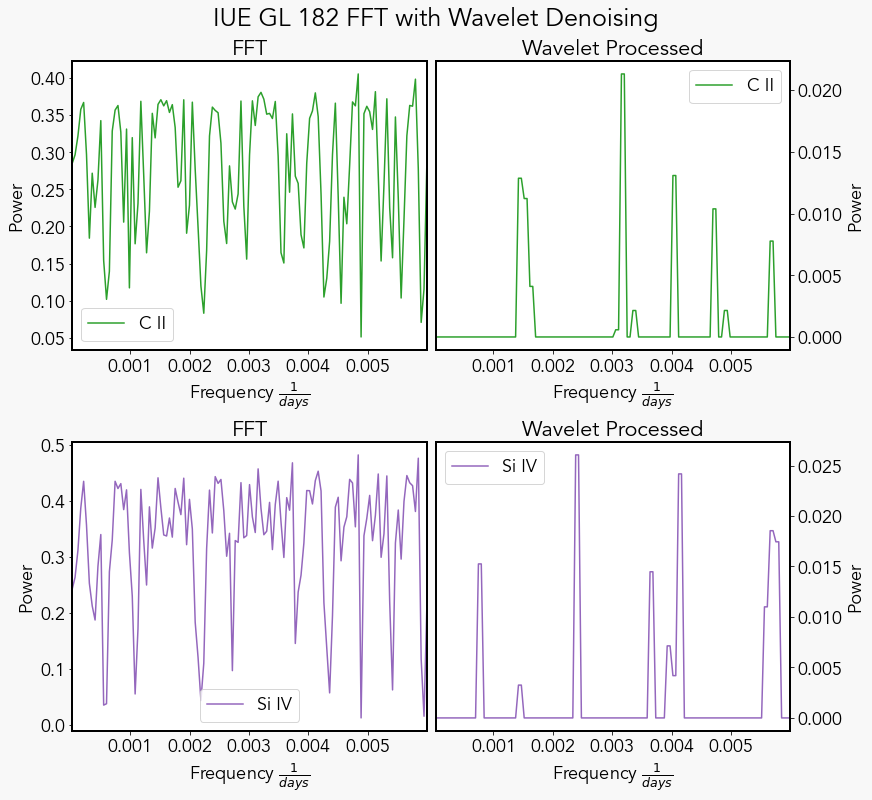 IUE GL 182 FFT with Wavelet Denoising
FFT
Wavelet Processed
Power
0.40
0.35
0.30
0.25
0.20
0.15
0.10
0.05
C II
C II
0.020
0.015
0.010
0.005
0.000
Power
0.001 0.002 0.003 0.004 0.005
0.001 0.002 0.003 0.004 0.005
Frequency 1/days
Frequency 1/days
FFT
Wavelet Processed
Power
0.5
0.4
0.3
0.2
0.1
0.0
Si IV
Si IV
0.025
0.020
0.015
0.010
0.005
0.000
Power
0.001 0.002 0.003 0.004 0.005
0.001 0.002 0.003 0.004 0.005
Frequency 1/days
Frequency 1/days